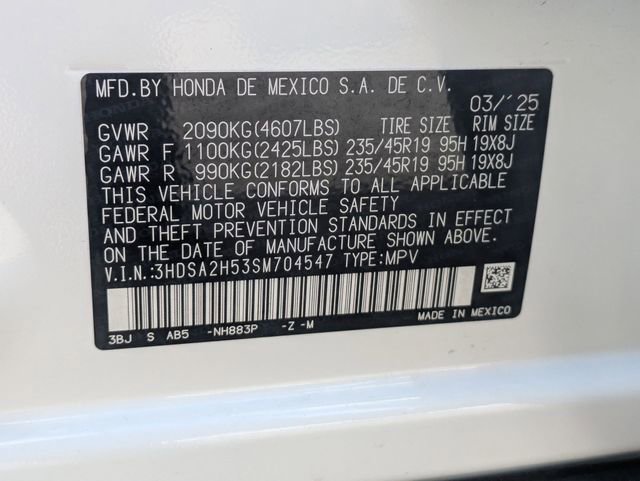 MFD.BY HONDA DE MEXICO S.A. DE C.V.
03/'25
GVWR 2090KG(4607LBS) TIRE SIZE RIM SIZE
GAWR F 1100KG(2425LBS) 235/45R19 95H 19X8J
GAWR R 990KG(2182LBS) 235/45R19 95H 19X8J
THIS VEHICLE CONFORMS TO ALL APPLICABLE
FEDERAL MOTOR VEHICLE SAFETY
AND THEFT PREVENTION STANDARDS IN EFFECT
ON THE DATE OF MANUFACTURE SHOWN ABOVE.
V.I.N.:3HDSA2H53SM704547 TYPE:MPV
3BJ S AB5 -NH883P -Z -M
MADE IN MEXICO